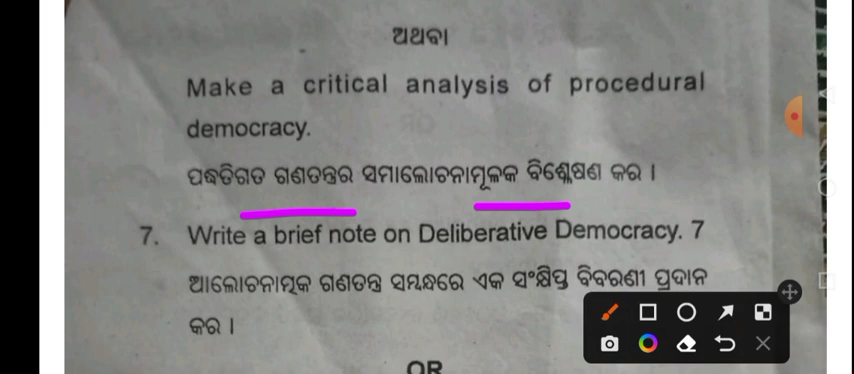 ଅଥବା
Make a critical analysis of procedural
democracy.
ପଦ୍ଧତିଗତ ଗଣତନ୍ତ୍ରର ସମାଲୋଚନାମୂଳକ ବିଶ୍ଳେଷଣ କର ।
7. Write a brief note on Deliberative Democracy. 7
ଆଲୋଚନାତ୍ମକ ଗଣତନ୍ତ୍ର ସମ୍ବନ୍ଧରେ ଏକ ସଂକ୍ଷିପ୍ତ ବିବରଣୀ ପ୍ରଦାନ
କର ।
OR